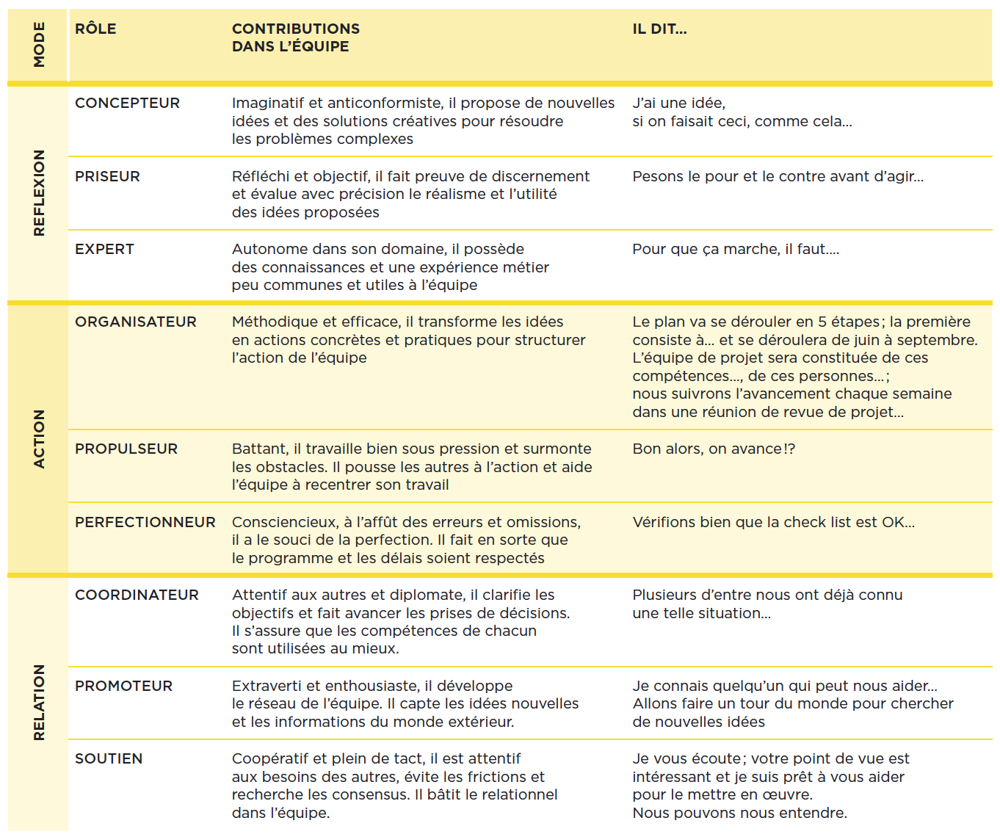 MODE
RÔLE
CONTRIBUTIONS
DANS L’ÉQUIPE
IL DIT...
REFLEXION
CONCEPTEUR
Imaginatif et anticonformiste, il propose de nouvelles
idées et des solutions créatives pour résoudre
les problèmes complexes
J’ai une idée,
si on faisait ceci, comme cela...
PRISEUR
Réfléchi et objectif, il fait preuve de discernement
et évalue avec précision le réalisme et l’utilité
des idées proposées
Pesons le pour et le contre avant d’agir...
EXPERT
Autonome dans son domaine, il possède
des connaissances et une expérience métier
peu communes et utiles à l’équipe
Pour que ça marche, il faut....
ACTION
ORGANISATEUR
Méthodique et efficace, il transforme les idées
en actions concrètes et pratiques pour structurer
l’action de l’équipe
Le plan va se dérouler en 5 étapes ; la première
consiste à... et se déroulera de juin à septembre.
L’équipe de projet sera constituée de ces
compétences..., de ces personnes... ;
nous suivrons l’avancement chaque semaine
dans une réunion de revue de projet...
PROPULSEUR
Battant, il travaille bien sous pression et surmonte
les obstacles. Il pousse les autres à l’action et aide
l’équipe à recentrer son travail
Bon alors, on avance !?
PERFECTIONNEUR
Consciencieux, à l’affût des erreurs et omissions,
il a le souci de la perfection. Il fait en sorte que
le programme et les délais soient respectés
Vérifions bien que la check list est OK...
RELATION
COORDINATEUR
Attentif aux autres et diplomate, il clarifie les
objectifs et fait avancer les prises de décisions.
Il s’assure que les compétences de chacun
sont utilisées au mieux.
Plusieurs d’entre nous ont déjà connu
une telle situation...
PROMOTEUR
Extraverti et enthousiaste, il développe
le réseau de l’équipe. Il capte les idées nouvelles
et les informations du monde extérieur.
Je connais quelqu’un qui peut nous aider...
Allons faire un tour du monde pour chercher
de nouvelles idées
SOUTIEN
Coopératif et plein de tact, il est attentif
aux besoins des autres, évite les frictions et
recherche les consensus. Il bâtit le relationnel
dans l’équipe.
Je vous écoute ; votre point de vue est
intéressant et je suis prêt à vous aider
pour le mettre en œuvre.
Nous pouvons nous entendre.